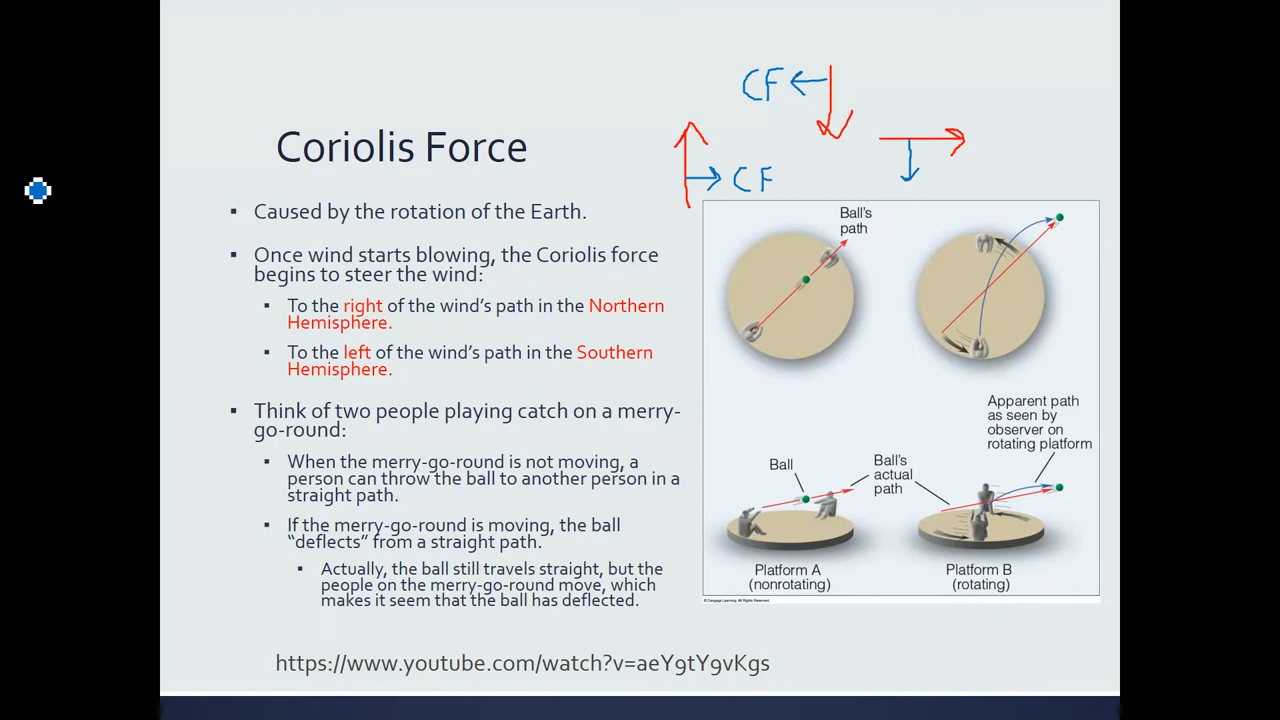 CF
CF
Coriolis Force
▪ Caused by the rotation of the Earth.
▪ Once wind starts blowing, the Coriolis force
begins to steer the wind:
▪ To the right of the wind's path in the Northern
Hemisphere.
▪ To the left of the wind's path in the Southern
Hemisphere.
▪ Think of two people playing catch on a merry-
go-round:
▪ When the merry-go-round is not moving, a
person can throw the ball to another person in a
straight path.
▪ If the merry-go-round is moving, the ball
“deflects” from a straight path.
▪ Actually, the ball still travels straight, but the
people on the merry-go-round move, which
makes it seem that the ball has deflected.
Ball's
path
Apparent path
as seen by
observer on
rotating platform
Ball
Ball's
actual
path
Platform A
(nonrotating)
Platform B
(rotating)
© Cengage Learning. All Rights Reserved.
https://www.youtube.com/watch?v=aeY9tY9vKgs